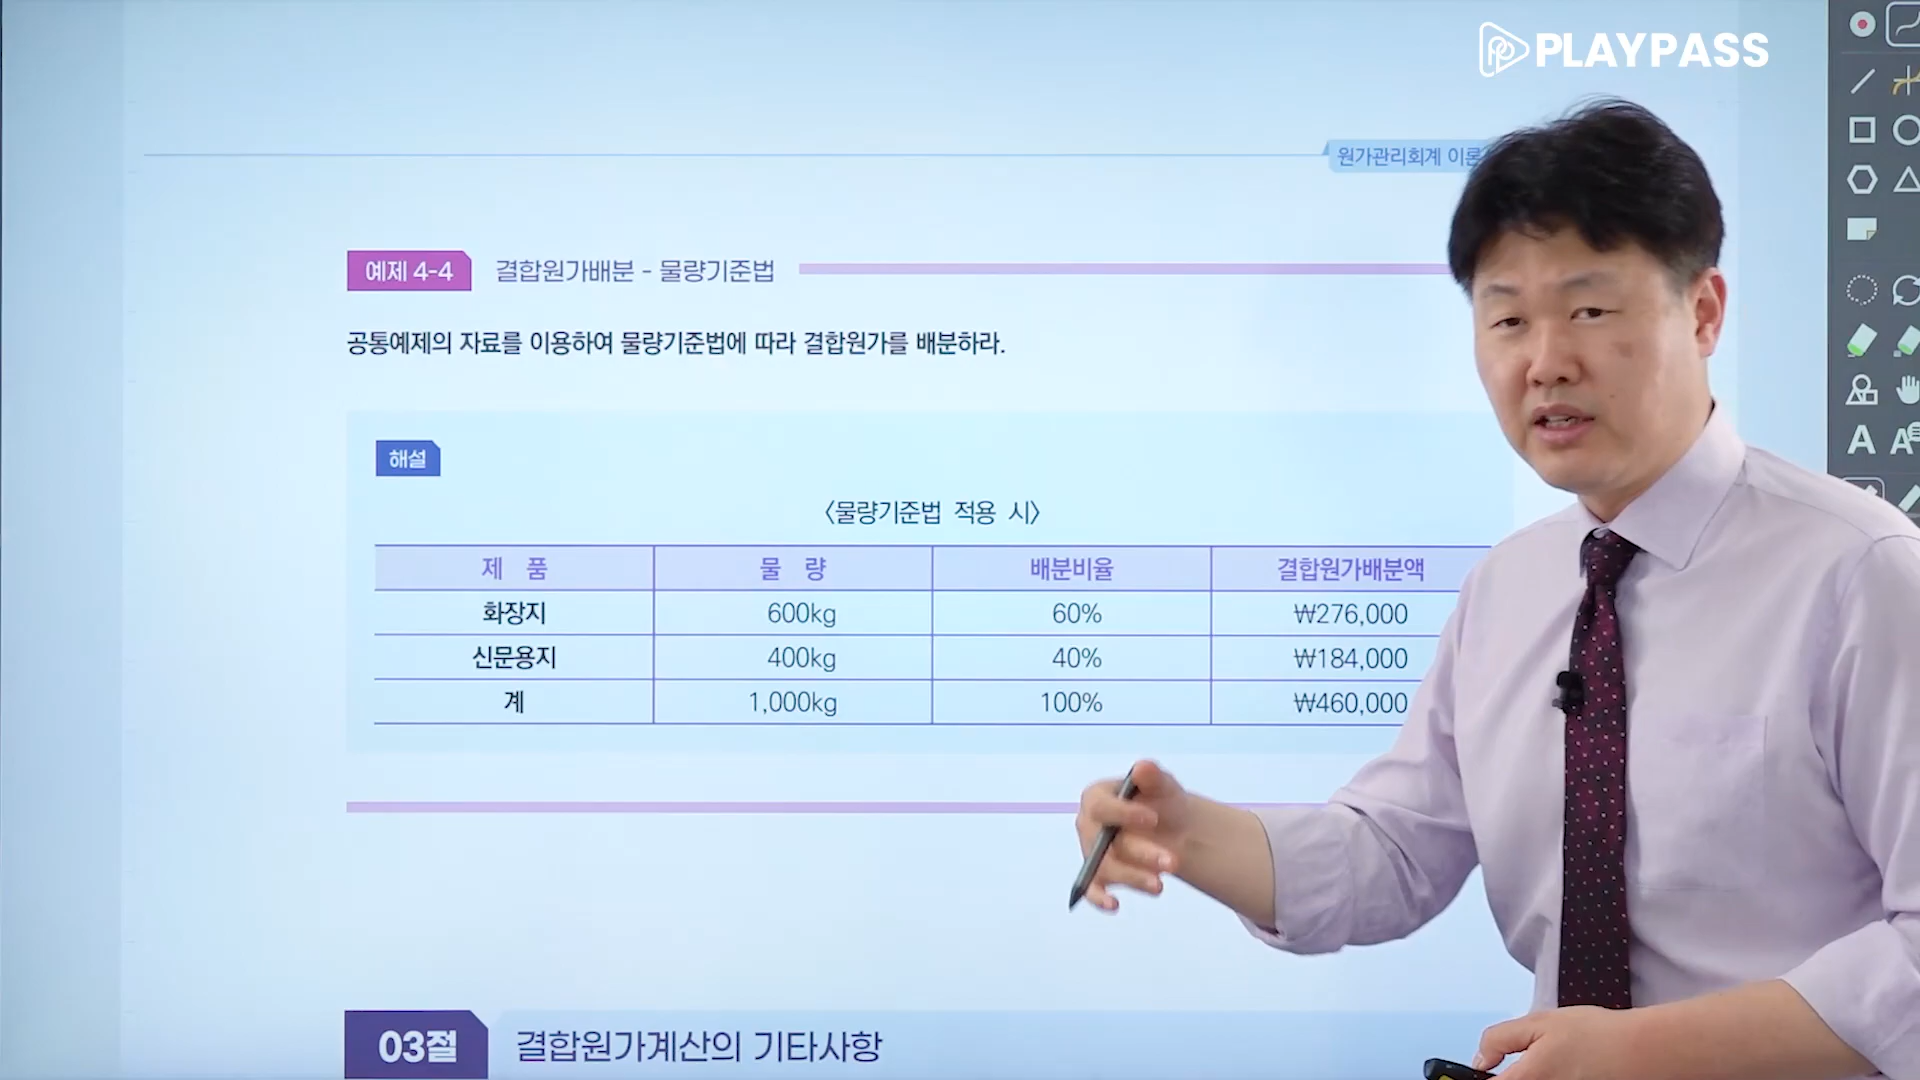 PLAYPASS
원가관리회계 이론
예제 4-4 결합원가배분 - 물량기준법
공통예제의 자료를 이용하여 물량기준법에 따라 결합원가를 배분하라.
해설
〈물량기준법 적용 시〉
제 품 물 량 배분비율 결합원가배분액
화장지 600kg 60% ₩276,000
신문용지 400kg 40% ₩184,000
계 1,000kg 100% ₩460,000
03절 결합원가계산의 기타사항